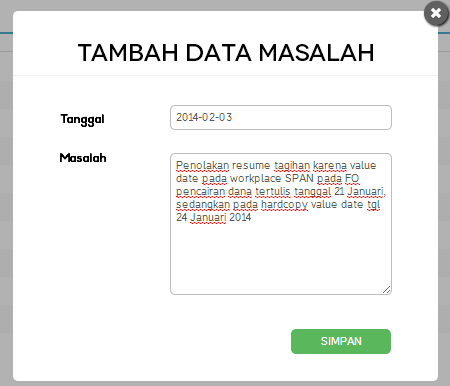 TAMBAH DATA MASALAH
Tanggal
2014-02-03
Masalah
Penolakan resume tagihan karena value
date pada workplace SPAN pada FO
pencairan dana tertulis tanggal 21 Januari,
sedangkan pada hardcopy value date tgl
24 Januari 2014
SIMPAN